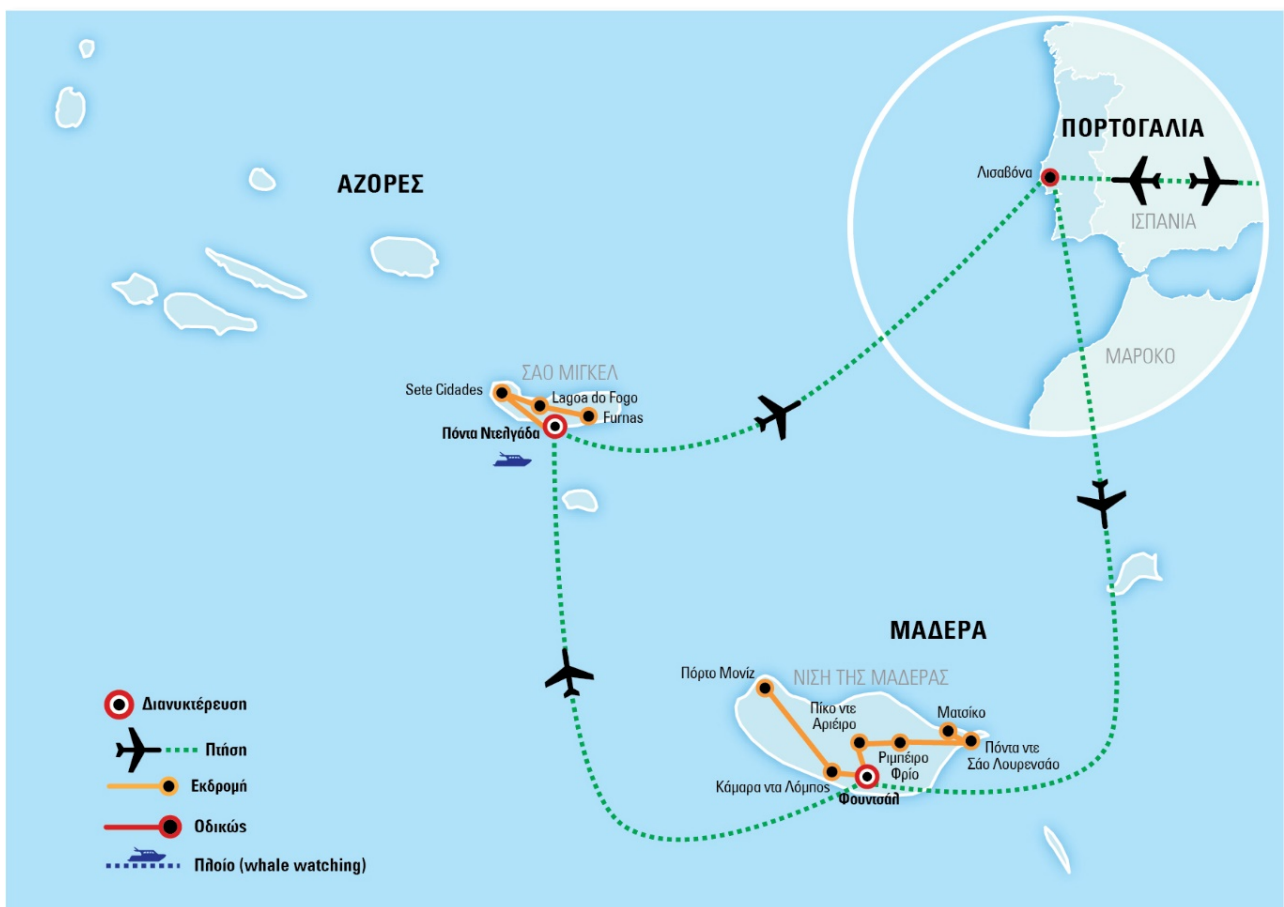 ΠΟΡΤΟΓΑΛΙΑ
Λισαβόνα
ΙΣΠΑΝΙΑ
ΜΑΡΟΚΟ
ΑΖΟΡΕΣ
ΣΑΟ ΜΙΓΚΕΛ
Sete Cidades
Lagoa do Fogo
Furnas
Πόντα Ντελγάδα
ΜΑΔΕΡΑ
ΝΙΣΗ ΤΗΣ ΜΑΔΕΡΑΣ
Πόρτο Μονίζ
Πίκο ντε
Αριέιρο
Ματσίκο
Ριμπέιρο
Φρίο
Πόντα ντε
Σάο Λουρενσάο
Κάμαρα ντα Λόμπος
Φουντσάλ
Διανυκτέρευση
Πτήση
Εκδρομή
Οδικώς
Πλοίο (whale watching)